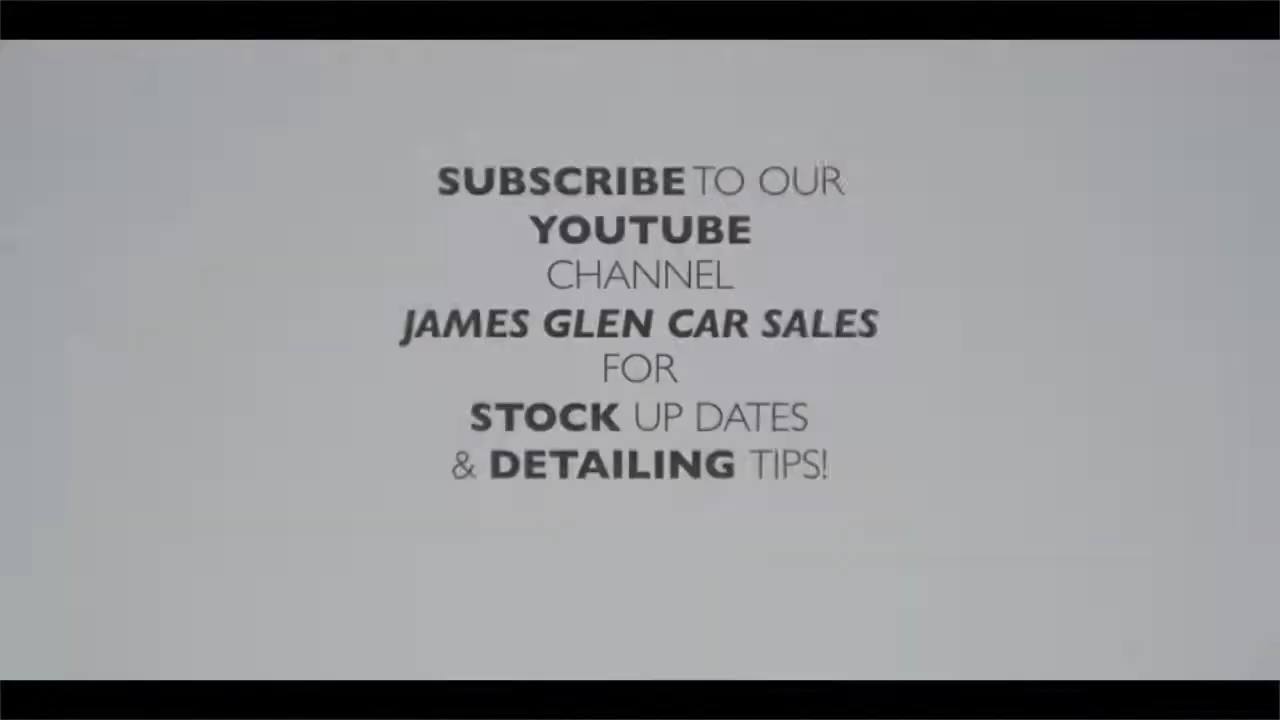 SUBSCRIBE TO OUR
YOUTUBE
CHANNEL
JAMES GLEN CAR SALES
FOR
STOCK UP DATES
& DETAILING TIPS!